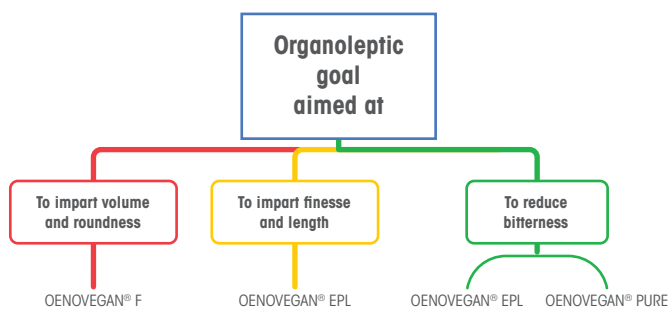 Organoleptic
goal
aimed at
To impart volume
and roundness
To impart finesse
and length
To reduce
bitterness
OENOVEGAN® F
OENOVEGAN® EPL
OENOVEGAN® EPL
OENOVEGAN® PURE